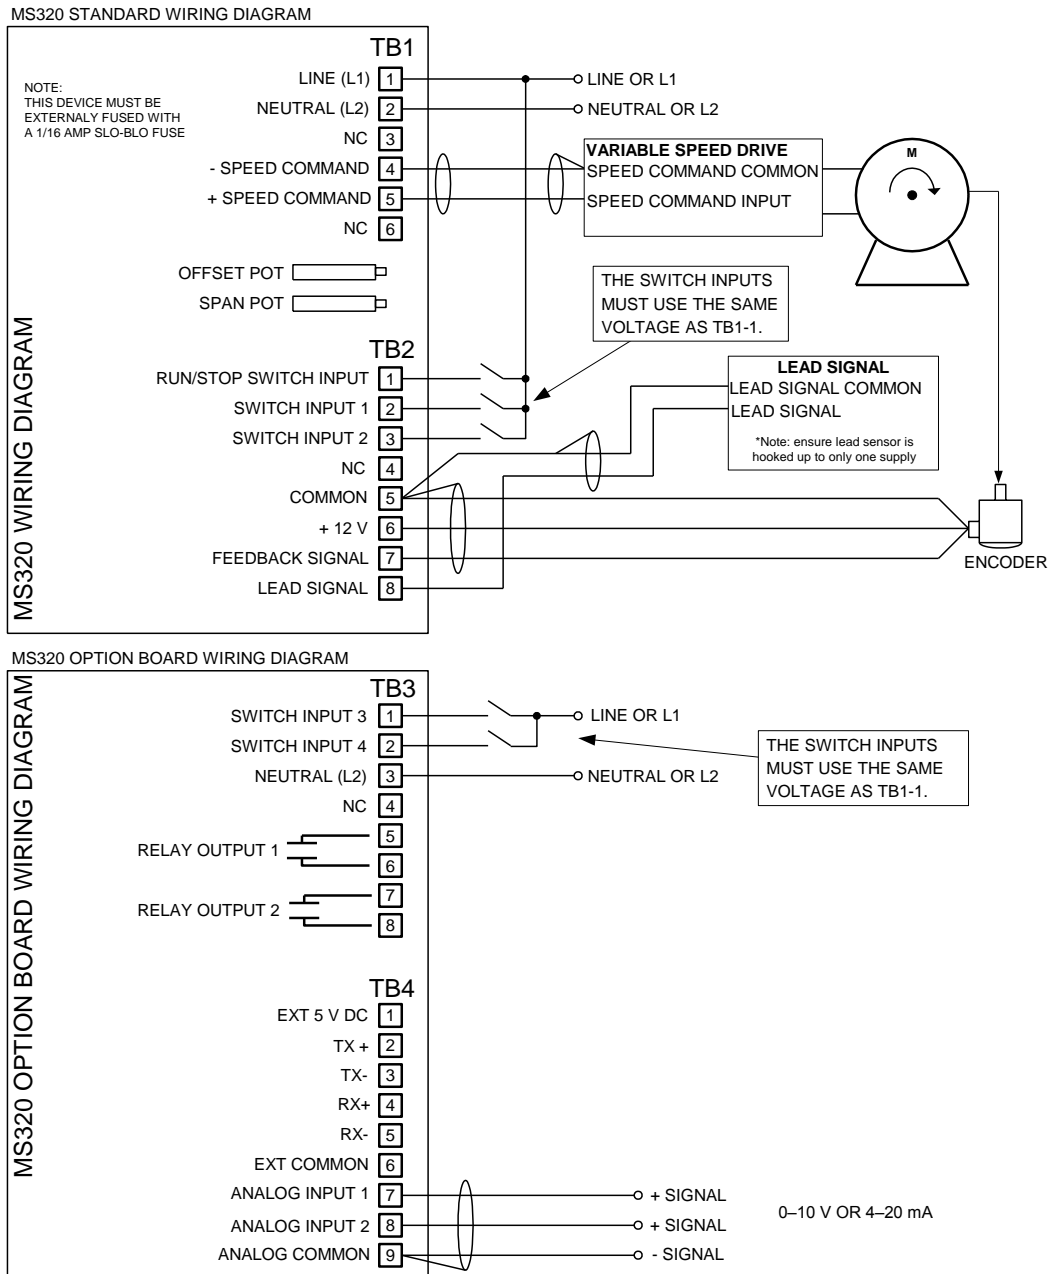 MS320 STANDARD WIRING DIAGRAM
MS320 WIRING DIAGRAM
NOTE:
THIS DEVICE MUST BE
EXTERNALY FUSED WITH
A 1/16 AMP SLO-BLO FUSE
TB1
LINE (L1) 1 LINE OR L1
NEUTRAL (L2) 2 NEUTRAL OR L2
NC 3
- SPEED COMMAND 4
+ SPEED COMMAND 5
NC 6
VARIABLE SPEED DRIVE
SPEED COMMAND COMMON
SPEED COMMAND INPUT
M
OFFSET POT
SPAN POT
THE SWITCH INPUTS
MUST USE THE SAME
VOLTAGE AS TB1-1.
TB2
RUN/STOP SWITCH INPUT 1
SWITCH INPUT 1 2
SWITCH INPUT 2 3
NC 4
COMMON 5
+ 12 V 6
FEEDBACK SIGNAL 7
LEAD SIGNAL 8
LEAD SIGNAL
LEAD SIGNAL COMMON
LEAD SIGNAL
*Note: ensure lead sensor is
hooked up to only one supply
ENCODER
MS320 OPTION BOARD WIRING DIAGRAM
MS320 OPTION BOARD WIRING DIAGRAM
TB3
SWITCH INPUT 3 1 LINE OR L1
SWITCH INPUT 4 2
NEUTRAL (L2) 3 NEUTRAL OR L2
NC 4
THE SWITCH INPUTS
MUST USE THE SAME
VOLTAGE AS TB1-1.
RELAY OUTPUT 1 5
6
RELAY OUTPUT 2 7
8
TB4
EXT 5 V DC 1
TX + 2
TX- 3
RX+ 4
RX- 5
EXT COMMON 6
ANALOG INPUT 1 7 + SIGNAL
ANALOG INPUT 2 8 + SIGNAL
ANALOG COMMON 9 - SIGNAL
0–10 V OR 4–20 mA